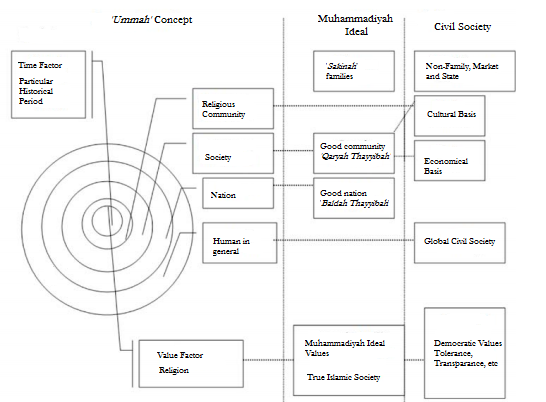 'Ummah' Concept
Muhammadiyah
Ideal
Civil Society
Time Factor
Particular
Historical
Period
'Sakinah'
families
Non-Family, Market
and State
Religious
Community
Cultural Basis
Society
Good community
'Qaryah Thayyibah
Economical
Basis
Nation
Good nation
'Baldah Thayyibah
Human in
general
Global Civil Society
Value Factor
Religion
Muhammadiyah Ideal
Values
True Islamic Society
Democratic Values
Tolerance,
Transparance, etc